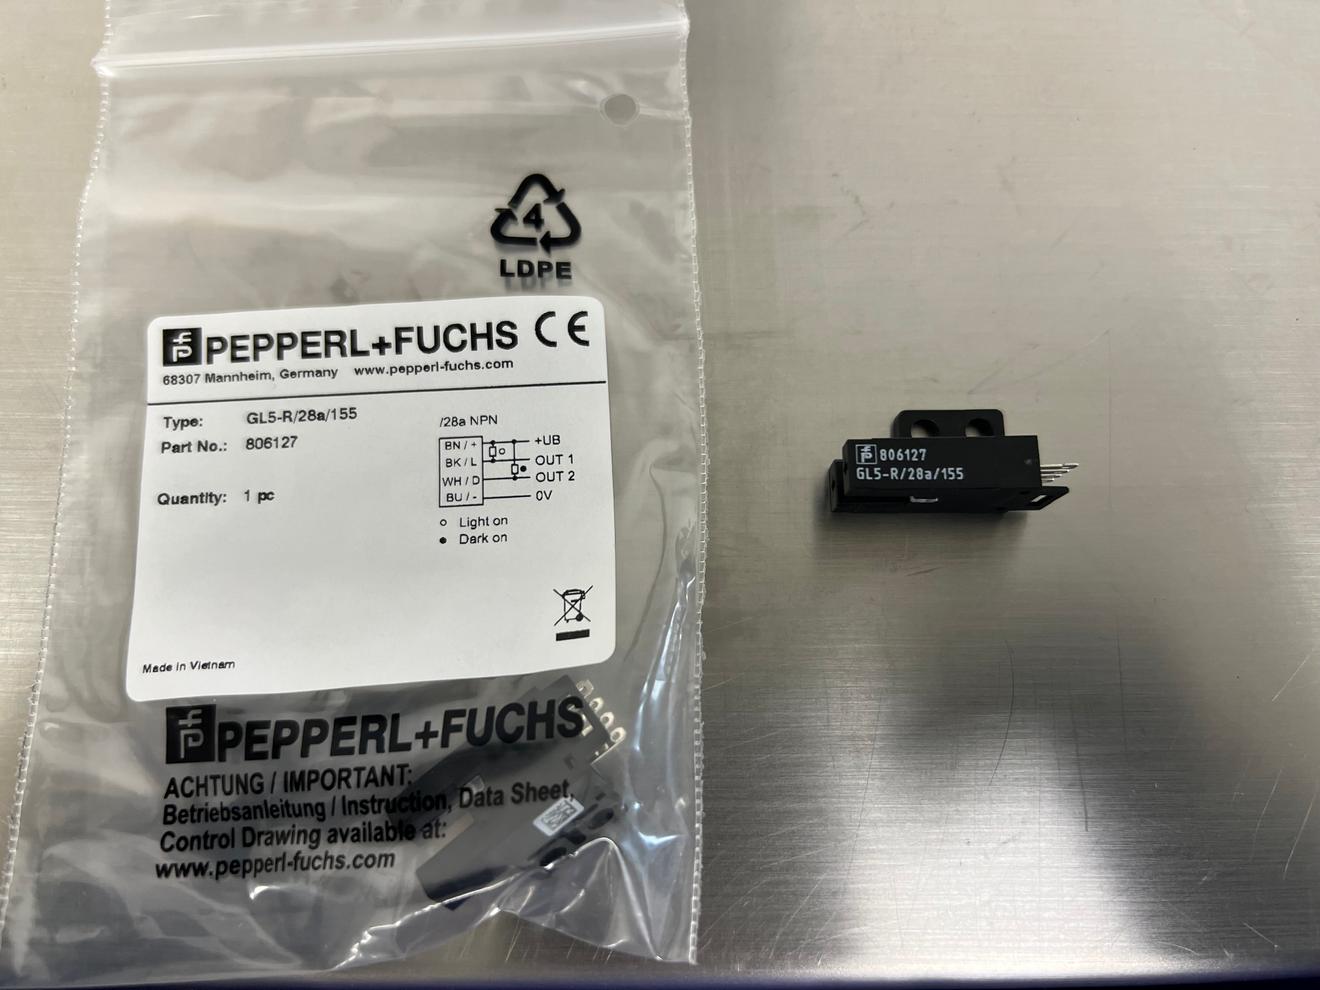 4
LDPE
PEPPERL+FUCHS CE
68307 Mannheim, Germany www.pepperl-fuchs.com
Type: GL5-R/28a/155
Part No.: 806127
Quantity: 1 pc
/28a NPN
BN / + +UB
BK / L OUT 1
WH / D OUT 2
BU / - 0V
Light on
Dark on
Made in Vietnam
PEPPERL+FUCHS
ACHTUNG / IMPORTANT:
Betriebsanleitung / Instruction, Data Sheet,
Control Drawing available at:
www.pepperl-fuchs.com
806127
GL5-R/28a/155